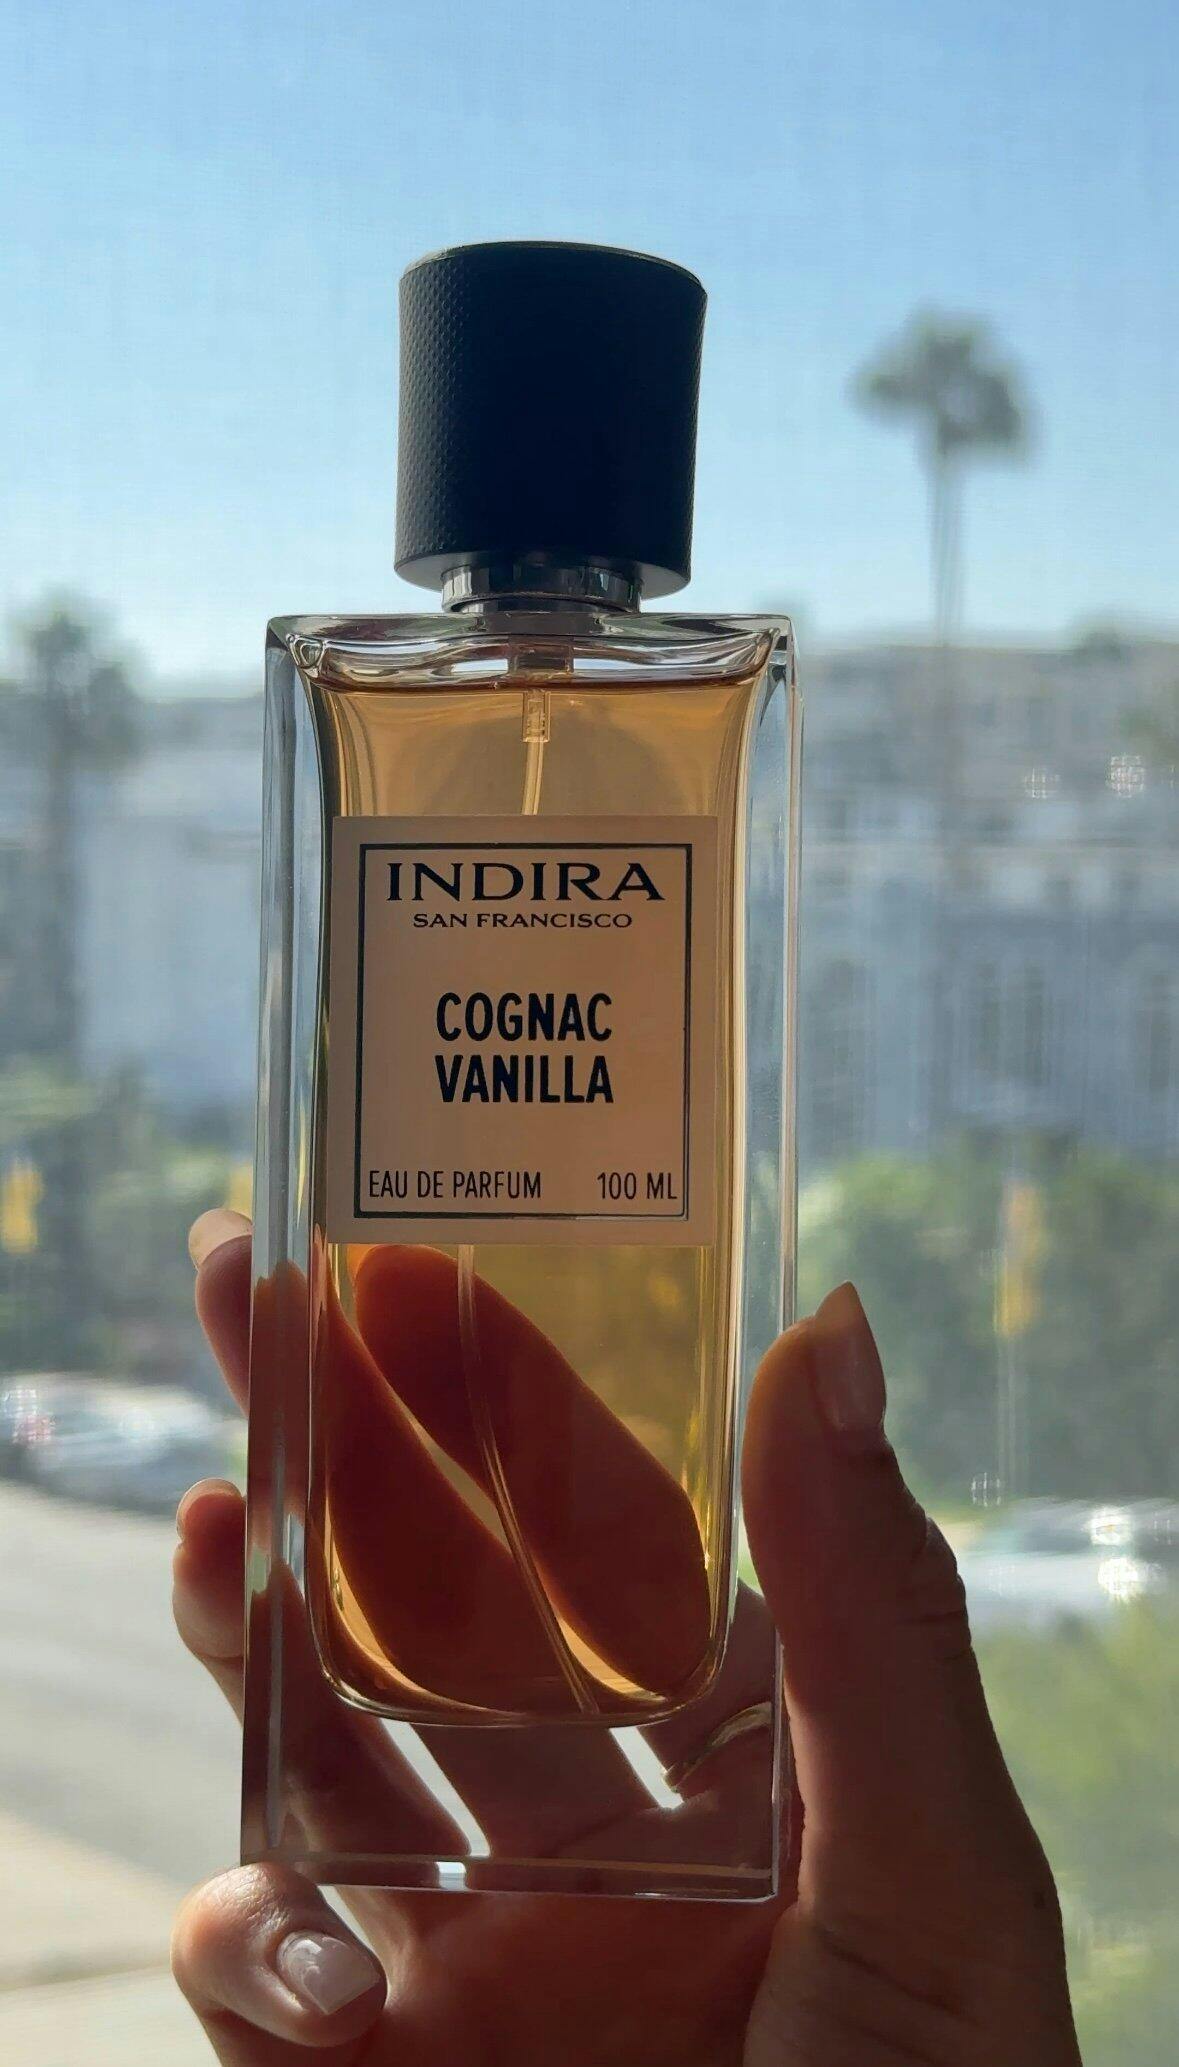 INDIRA
SAN FRANCISCO
COGNAC
VANILLA
EAU DE PARFUM 100 ML